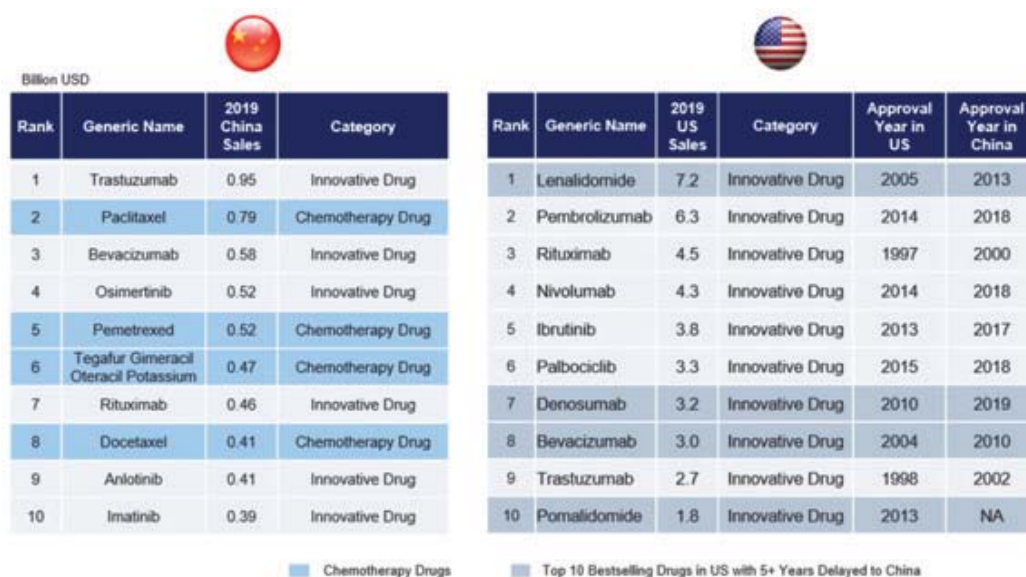 Billion USD
Rank Generic Name 2019 China Sales Category
1 Trastuzumab 0.95 Innovative Drug
2 Paclitaxel 0.79 Chemotherapy Drug
3 Bevacizumab 0.58 Innovative Drug
4 Osimertinib 0.52 Innovative Drug
5 Pemetrexed 0.52 Chemotherapy Drug
6 Tegafur Gimeracil Oteracil Potassium 0.47 Chemotherapy Drug
7 Rituximab 0.46 Innovative Drug
8 Docetaxel 0.41 Chemotherapy Drug
9 Anlotinib 0.41 Innovative Drug
10 Imatinib 0.39 Innovative Drug
Chemotherapy Drugs
Rank Generic Name 2019 US Sales Category Approval Year in US Approval Year in China
1 Lenalidomide 7.2 Innovative Drug 2005 2013
2 Pembrolizumab 6.3 Innovative Drug 2014 2018
3 Rituximab 4.5 Innovative Drug 1997 2000
4 Nivolumab 4.3 Innovative Drug 2014 2018
5 Ibrutinib 3.8 Innovative Drug 2013 2017
6 Palbociclib 3.3 Innovative Drug 2015 2018
7 Denosumab 3.2 Innovative Drug 2010 2019
8 Bevacizumab 3.0 Innovative Drug 2004 2010
9 Trastuzumab 2.7 Innovative Drug 1998 2002
10 Pomalidomide 1.8 Innovative Drug 2013 NA
Top 10 Bestselling Drugs in US with 5+ Years Delayed to China